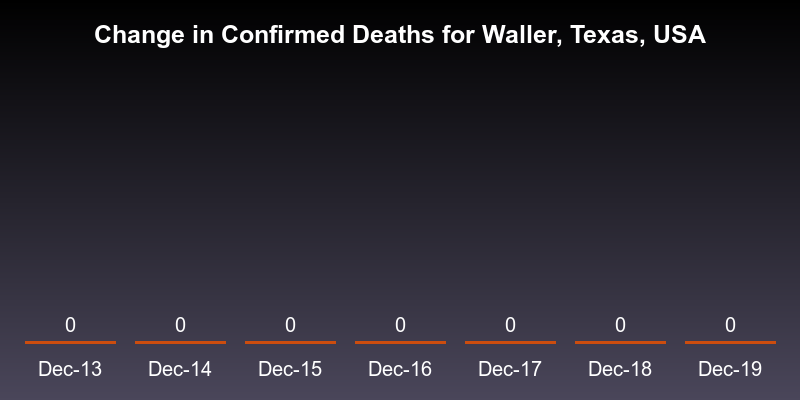 Change in Confirmed Deaths for Waller, Texas, USA
0 0 0 0 0 0 0
Dec-13 Dec-14 Dec-15 Dec-16 Dec-17 Dec-18 Dec-19